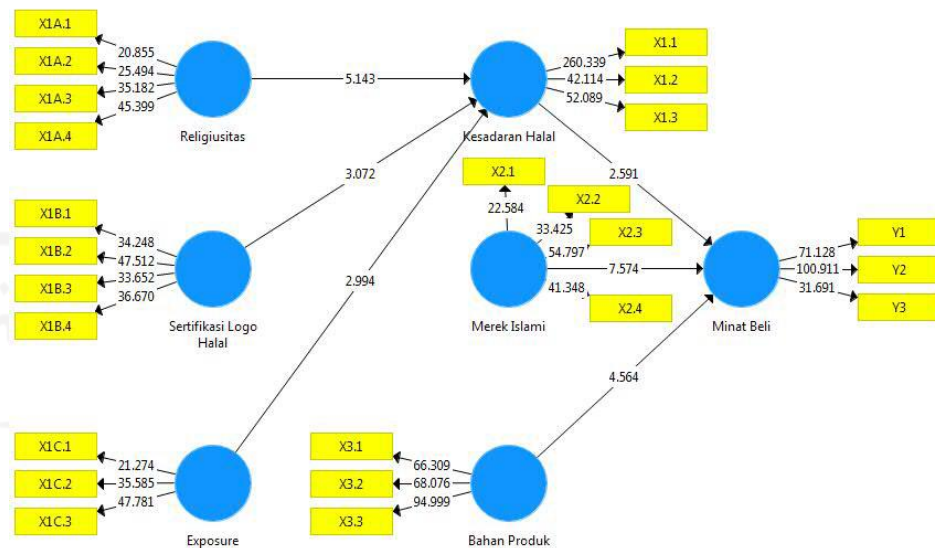 X1A.1
X1A.2
X1A.3
X1A.4
20.855
25.494
35.182
45.399
Religiusitas
5.143
Kesadaran Halal
260.339
42.114
52.089
X1.1
X1.2
X1.3
X1B.1
X1B.2
X1B.3
X1B.4
34.248
47.512
33.652
36.670
Sertifikasi Logo
Halal
3.072
2.994
2.591
X2.1
X2.2
X2.3
X2.4
22.584
33.425
54.797
41.348
7.574
Merek Islami
Minat Beli
71.128
100.911
31.691
Y1
Y2
Y3
4.564
X1C.1
X1C.2
X1C.3
21.274
35.585
47.781
Exposure
X3.1
X3.2
X3.3
66.309
68.076
94.999
Bahan Produk